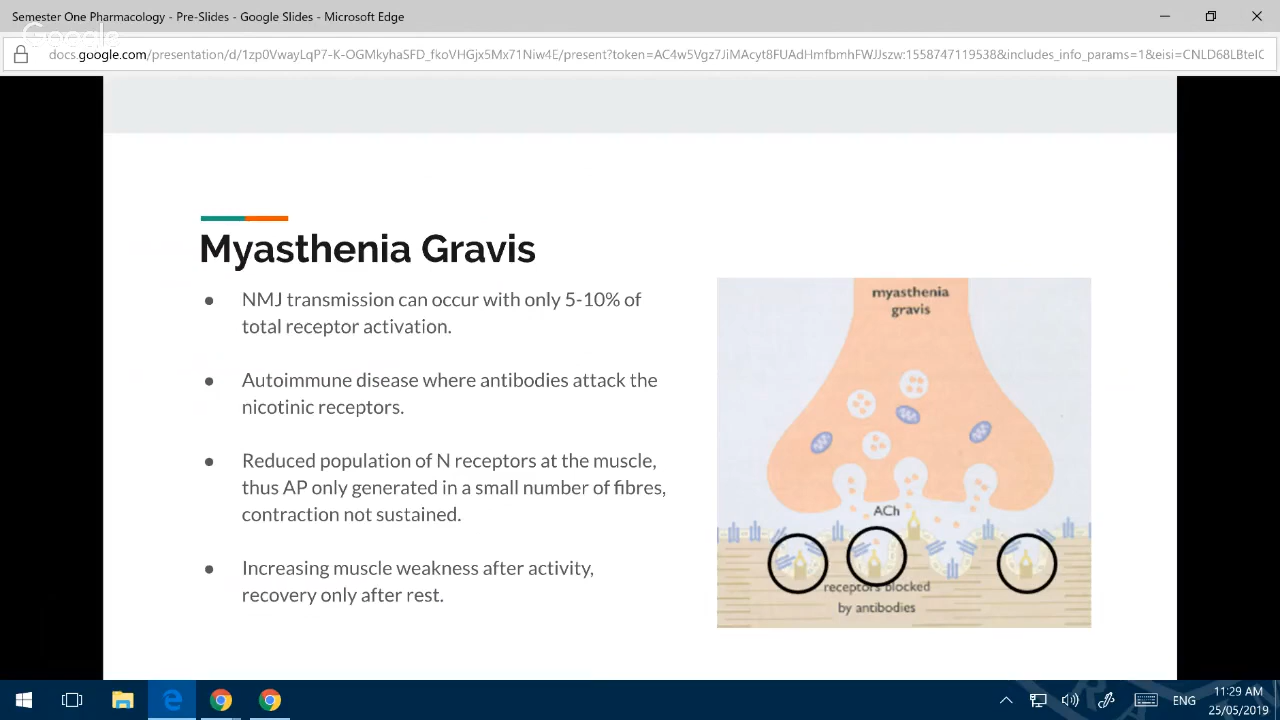 Semester One Pharmacology - Pre-Slides - Google Slides - Microsoft Edge
Google
docs.google.com/presentation/d/1zp0VwayLqP7-K-OGMkyhaSFD_fkoVHGjx5Mx71Niw4E/present?token=AC4w5Vgz7JiMAcyt8FUAdHmfbmhFWJJszw:1558747119538&includes_info_params=1&eisi=CNLD68LBteIC
Myasthenia Gravis
● NMJ transmission can occur with only 5-10% of
total receptor activation.
● Autoimmune disease where antibodies attack the
nicotinic receptors.
● Reduced population of N receptors at the muscle,
thus AP only generated in a small number of fibres,
contraction not sustained.
● Increasing muscle weakness after activity,
recovery only after rest.
myasthenia
gravis
ACh
receptors blocked
by antibodies
ENG
11:29 AM
25/05/2019